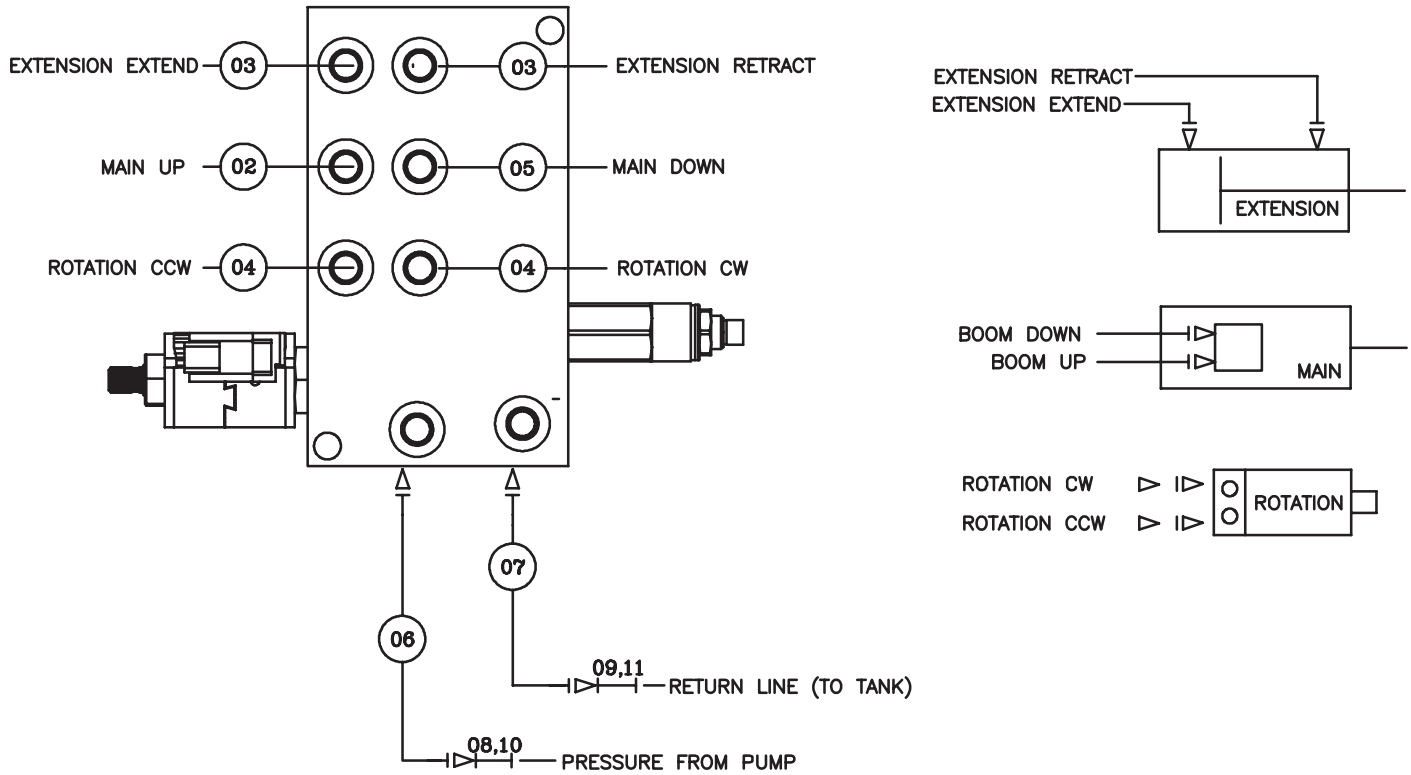 EXTENSION EXTEND 03 03 EXTENSION RETRACT
MAIN UP 02 05 MAIN DOWN
ROTATION CCW 04 04 ROTATION CW
07
06
09,11
RETURN LINE (TO TANK)
08,10
PRESSURE FROM PUMP
EXTENSION RETRACT
EXTENSION EXTEND
EXTENSION
BOOM DOWN
BOOM UP
MAIN
ROTATION CW
ROTATION CCW
ROTATION